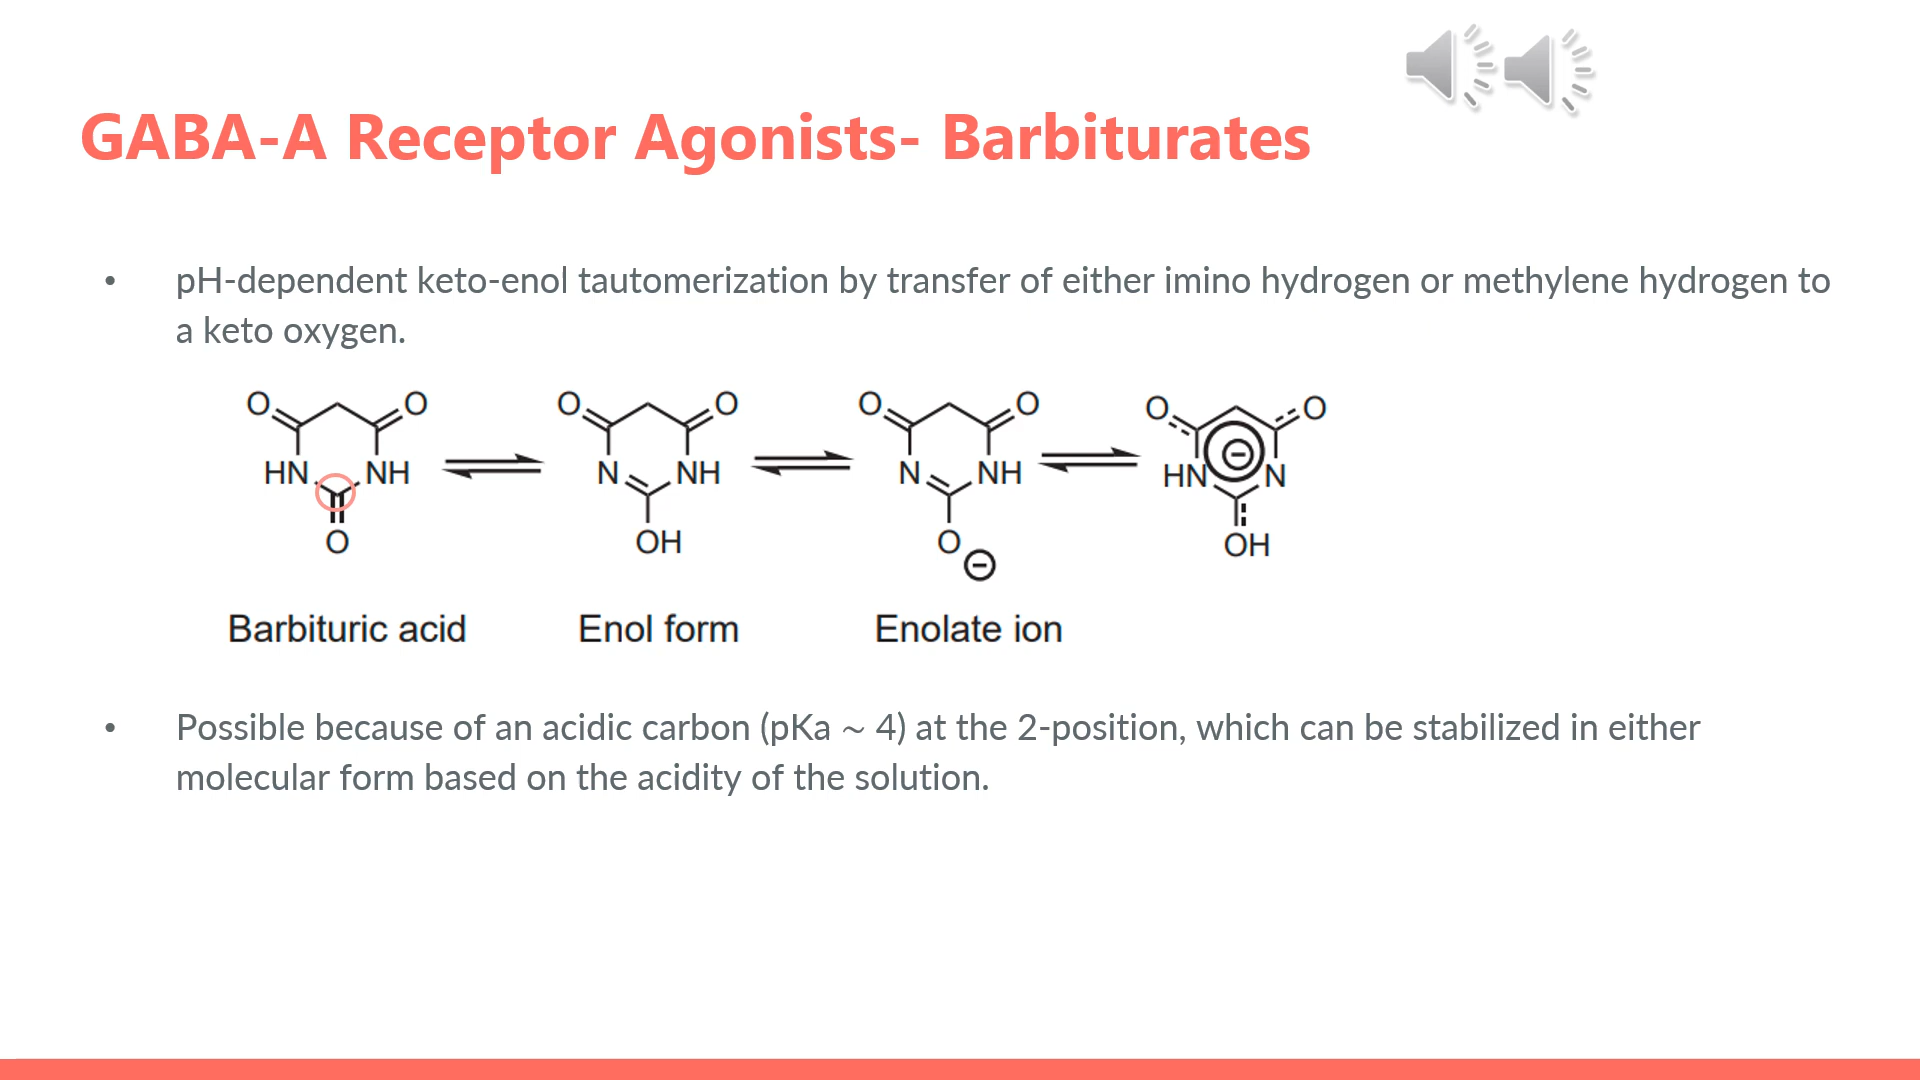 GABA-A Receptor Agonists- Barbiturates
• pH-dependent keto-enol tautomerization by transfer of either imino hydrogen or methylene hydrogen to
a keto oxygen.
O O O O O O O O
HN NH N NH N NH HN N
O OH O OH
Barbituric acid Enol form Enolate ion
• Possible because of an acidic carbon (pKa ~ 4) at the 2-position, which can be stabilized in either
molecular form based on the acidity of the solution.